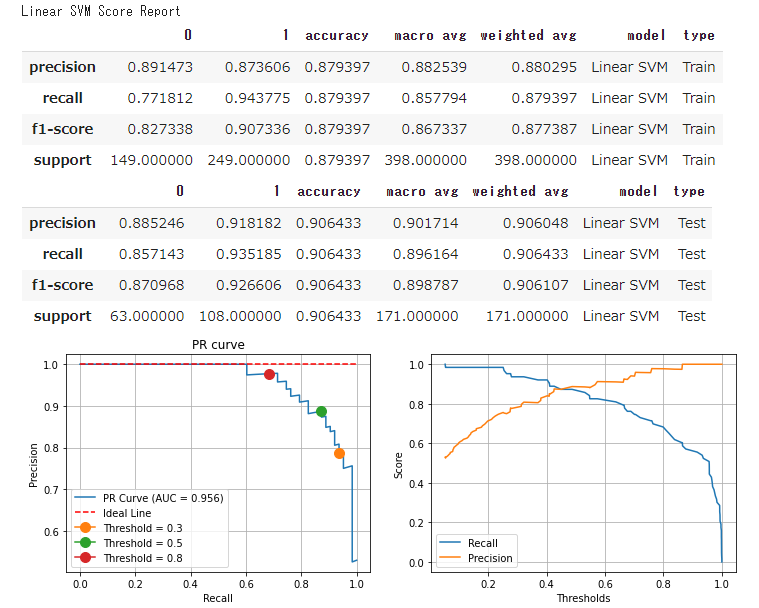 Linear SVM Score Report
0 1 accuracy macro avg weighted avg model type
precision 0.891473 0.873606 0.879397 0.882539 0.880295 Linear SVM Train
recall 0.771812 0.943775 0.879397 0.857794 0.879397 Linear SVM Train
f1-score 0.827338 0.907336 0.879397 0.867337 0.877387 Linear SVM Train
support 149.000000 249.000000 0.879397 398.000000 398.000000 Linear SVM Train
0 1 accuracy macro avg weighted avg model type
precision 0.885246 0.918182 0.906433 0.901714 0.906048 Linear SVM Test
recall 0.857143 0.935185 0.906433 0.896164 0.906433 Linear SVM Test
f1-score 0.870968 0.926606 0.906433 0.898787 0.906107 Linear SVM Test
support 63.000000 108.000000 0.906433 171.000000 171.000000 Linear SVM Test
PR curve
1.0
0.9
0.8
0.7
0.6
Precision
PR Curve (AUC = 0.956)
Ideal Line
Threshold = 0.3
Threshold = 0.5
Threshold = 0.8
0.0 0.2 0.4 0.6 0.8 1.0
Recall
1.0
0.8
0.6
0.4
0.2
0.0
Score
Recall
Precision
0.2 0.4 0.6 0.8 1.0
Thresholds